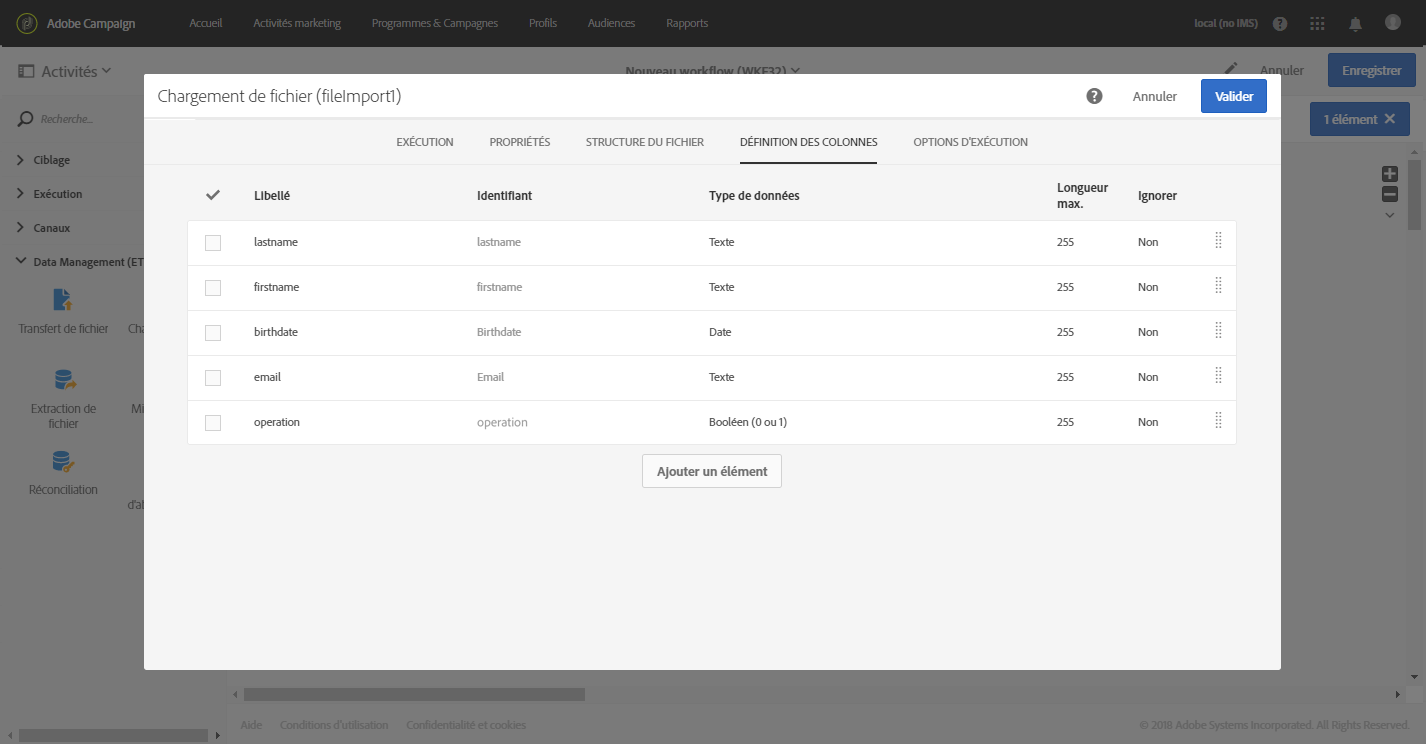 Adobe Campaign
Accueil
Activités marketing
Programmes & Campagnes
Profils
Audiences
Rapports
local (no IMS)
Activités
Nouveau workflow (WKF32)
Annuler
Enregistrer
Chargement de fichier (fileImport1)
Annuler
Valider
Recherche...
1 élément
EXÉCUTION
PROPRIÉTÉS
STRUCTURE DU FICHIER
DÉFINITION DES COLONNES
OPTIONS D'EXÉCUTION
Ciblage
Exécution
Canaux
Data Management (ET
Transfert de fichier
Cha
Extraction de
fichier
Mi
Réconciliation
d'ab
Libellé
Identifiant
Type de données
Longueur
max.
Ignorer
lastname
lastname
Texte
255
Non
firstname
firstname
Texte
255
Non
birthdate
Birthdate
Date
255
Non
email
Email
Texte
255
Non
operation
operation
Booléen (0 ou 1)
255
Non
Ajouter un élément
Aide
Conditions d'utilisation
Confidentialité et cookies
© 2018 Adobe Systems Incorporated. All Rights Reserved.